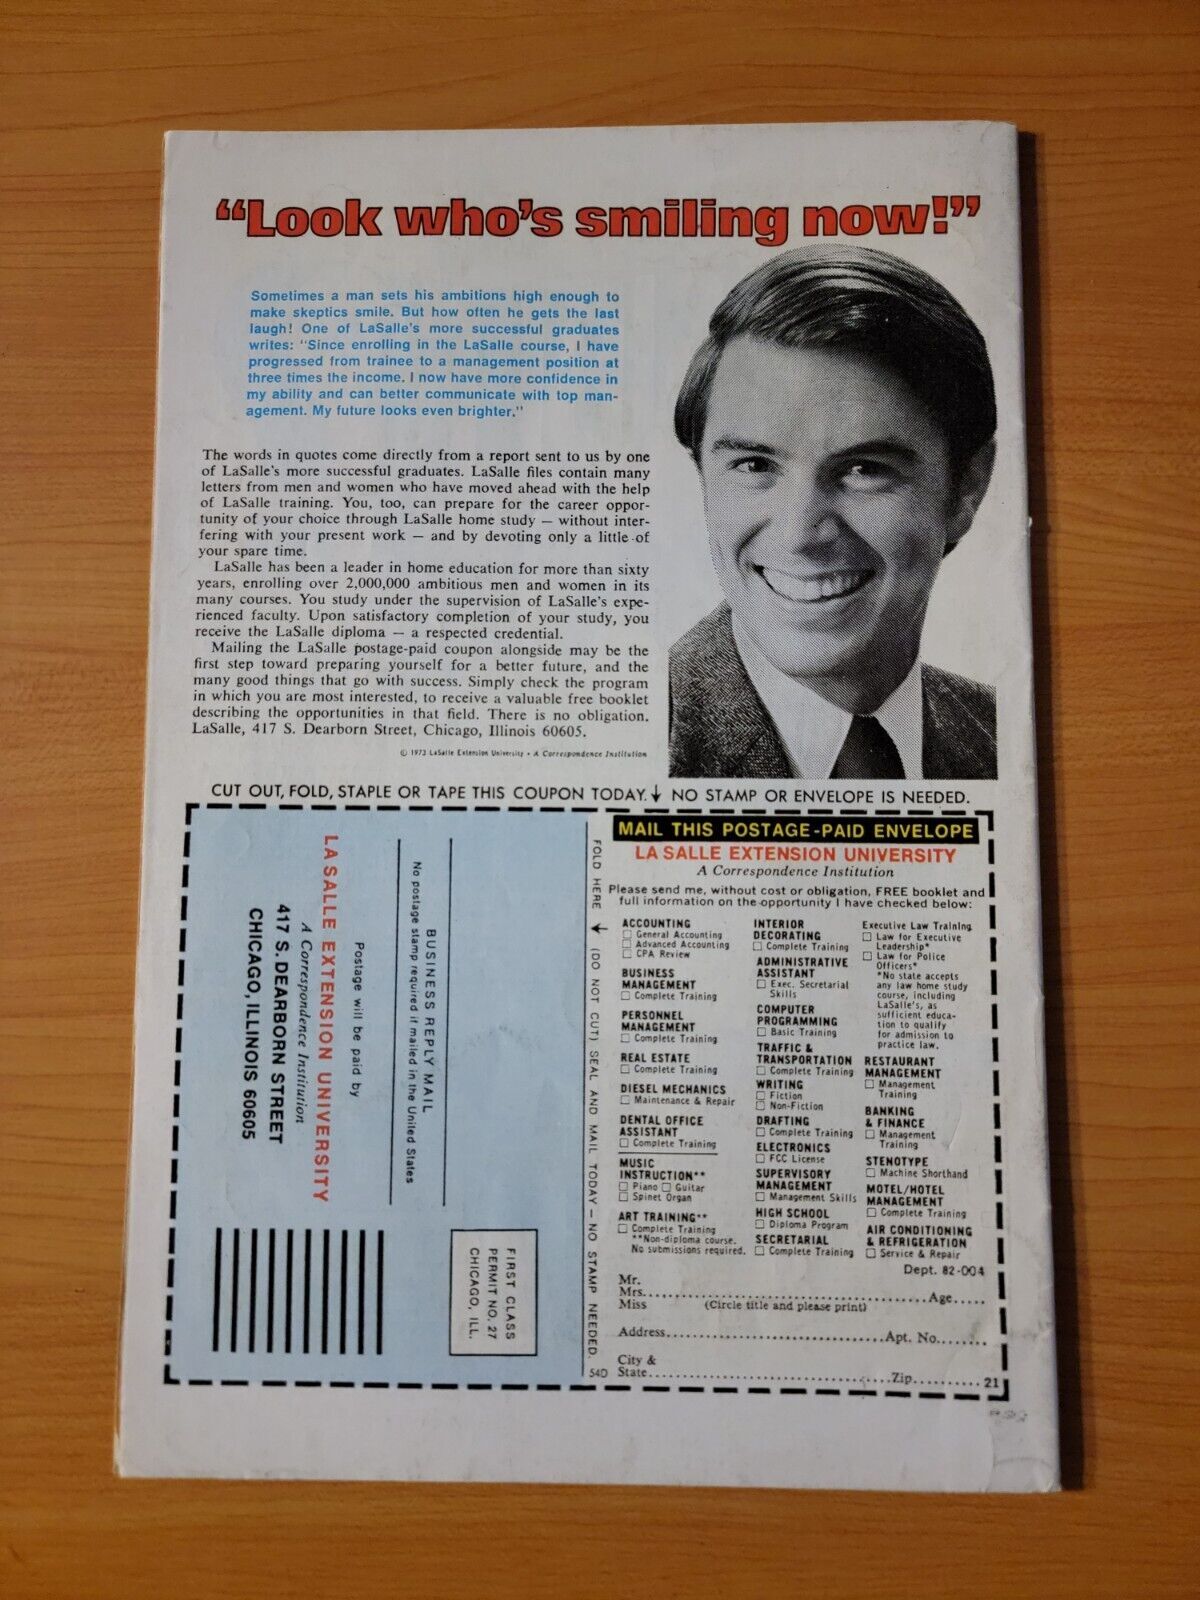 “Look who’s smiling now!”
Sometimes a man sets his ambitions high enough to
make skeptics smile. But how often he gets the last
laugh! One of LaSalle's more successful graduates
writes: "Since enrolling in the LaSalle course, I have
progressed from trainee to a management position at
three times the income. I now have more confidence in
my ability and can better communicate with top man-
agement. My future looks even brighter."
The words in quotes come directly from a report sent to us by one
of LaSalle's more successful graduates. LaSalle files contain many
letters from men and women who have moved ahead with the help
of LaSalle training. You, too, can prepare for the career oppor-
tunity of your choice through LaSalle home study — without inter-
fering with your present work — and by devoting only a little of
your spare time.
LaSalle has been a leader in home education for more than sixty
years, enrolling over 2,000,000 ambitious men and women in its
many courses. You study under the supervision of LaSalle's expe-
rienced faculty. Upon satisfactory completion of your study, you
receive the LaSalle diploma — a respected credential.
Mailing the LaSalle postage-paid coupon alongside may be the
first step toward preparing yourself for a better future, and the
many good things that go with success. Simply check the program
in which you are most interested, to receive a valuable free booklet
describing the opportunities in that field. There is no obligation.
LaSalle, 417 S. Dearborn Street, Chicago, Illinois 60605.
© 1973 LaSalle Extension University • A Correspondence Institution
CUT OUT, FOLD, STAPLE OR TAPE THIS COUPON TODAY. ↓ NO STAMP OR ENVELOPE IS NEEDED.
FIRST CLASS
PERMIT NO. 27
CHICAGO, ILL.
BUSINESS REPLY MAIL
No postage stamp required if mailed in the United States
Postage will be paid by
LA SALLE EXTENSION UNIVERSITY
A Correspondence Institution
417 S. DEARBORN STREET
CHICAGO, ILLINOIS 60605
FOLD HERE (DO NOT CUT) SEAL AND MAIL TODAY — NO STAMP NEEDED.
54D
MAIL THIS POSTAGE-PAID ENVELOPE
LA SALLE EXTENSION UNIVERSITY
A Correspondence Institution
Please send me, without cost or obligation, FREE booklet and
full information on the opportunity I have checked below:
ACCOUNTING
☐ General Accounting
☐ Advanced Accounting
☐ CPA Review
BUSINESS
MANAGEMENT
☐ Complete Training
PERSONNEL
MANAGEMENT
☐ Complete Training
REAL ESTATE
☐ Complete Training
DIESEL MECHANICS
☐ Maintenance & Repair
DENTAL OFFICE
ASSISTANT
☐ Complete Training
MUSIC
INSTRUCTION**
☐ Piano ☐ Guitar
☐ Spinet Organ
ART TRAINING**
☐ Complete Training
**Non-diploma course.
No submissions required.
INTERIOR
DECORATING
☐ Complete Training
ADMINISTRATIVE
ASSISTANT
☐ Exec. Secretarial
Skills
COMPUTER
PROGRAMMING
☐ Basic Training
TRAFFIC &
TRANSPORTATION
☐ Complete Training
WRITING
☐ Fiction
☐ Non-Fiction
DRAFTING
☐ Complete Training
ELECTRONICS
☐ FCC License
SUPERVISORY
MANAGEMENT
☐ Management Skills
HIGH SCHOOL
☐ Diploma Program
SECRETARIAL
☐ Complete Training
Executive Law Training
☐ Law for Executive
Leadership*
☐ Law for Police
Officers*
*No state accepts
any law home study
course, including
LaSalle's, as
sufficient educa-
tion to qualify
for admission to
practice law.
RESTAURANT
MANAGEMENT
☐ Management
Training
BANKING
& FINANCE
☐ Management
Training
STENOTYPE
☐ Machine Shorthand
MOTEL/HOTEL
MANAGEMENT
☐ Complete Training
AIR CONDITIONING
& REFRIGERATION
☐ Service & Repair
Dept. 82-004
Mr.
Mrs. Age
Miss (Circle title and please print)
Address Apt. No.
City &
State Zip 21